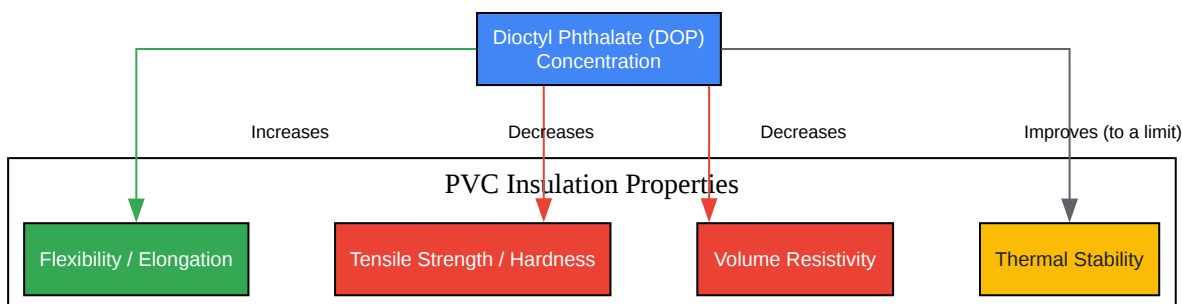 Dioctyl Phthalate (DOP)
Concentration
Increases
Decreases
Decreases
Improves (to a limit)
PVC Insulation Properties
Flexibility / Elongation
Tensile Strength / Hardness
Volume Resistivity
Thermal Stability